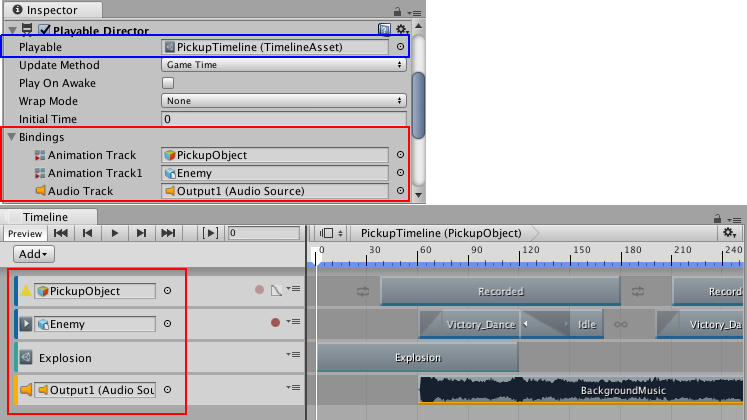 Inspector
Playable Director
Playable PickupTimeline (TimelineAsset)
Update Method Game Time
Play On Awake
Wrap Mode None
Initial Time 0
Bindings
Animation Track PickupObject
Animation Track1 Enemy
Audio Track Output1 (Audio Source)
Timeline
Preview 0 PickupTimeline (PickupObject)
Add 0 30 60 90 120 150 180 210 240
PickupObject Recorded Record
Enemy Victory_Dance Idle Victory_Da
Explosion Explosion
Output1 (Audio Sou BackgroundMusic